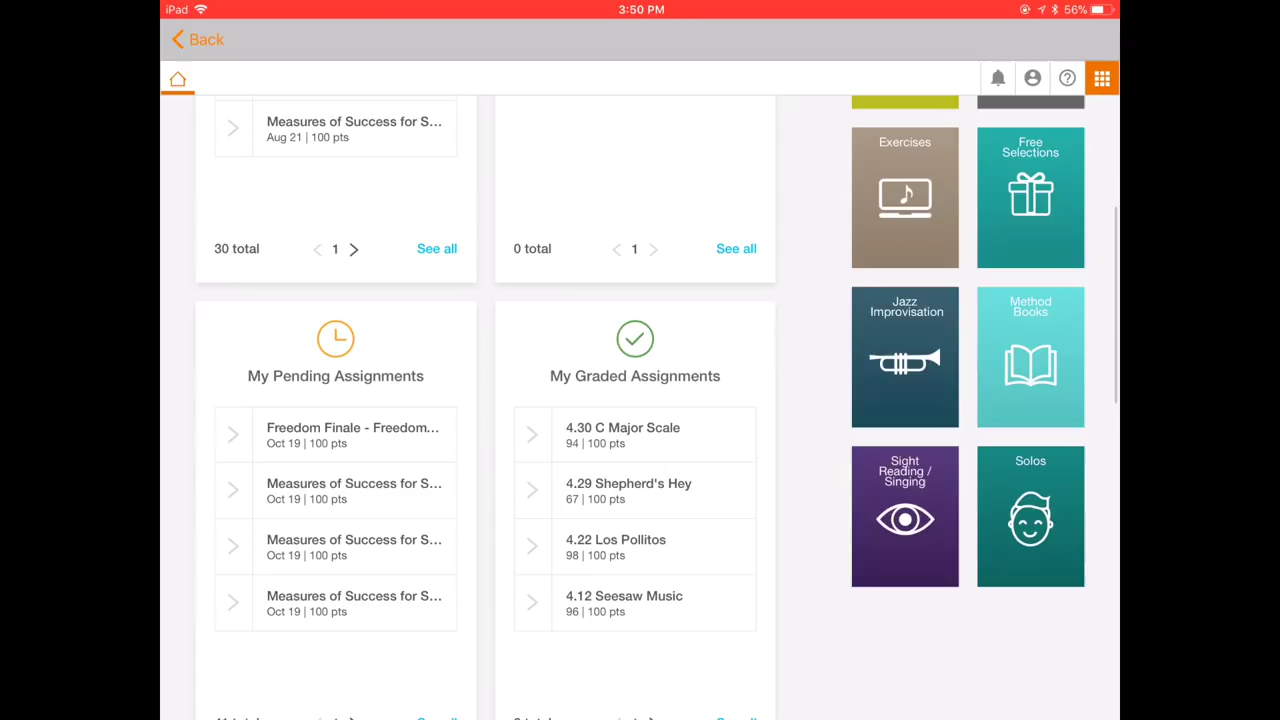 iPad
3:50 PM
56%
Back
Measures of Success for S...
Aug 21 | 100 pts
30 total
1
See all
0 total
1
See all
My Pending Assignments
Freedom Finale - Freedom...
Oct 19 | 100 pts
Measures of Success for S...
Oct 19 | 100 pts
Measures of Success for S...
Oct 19 | 100 pts
Measures of Success for S...
Oct 19 | 100 pts
My Graded Assignments
4.30 C Major Scale
94 | 100 pts
4.29 Shepherd's Hey
67 | 100 pts
4.22 Los Pollitos
98 | 100 pts
4.12 Seesaw Music
96 | 100 pts
Exercises
Free
Selections
Jazz
Improvisation
Method
Books
Sight
Reading /
Singing
Solos